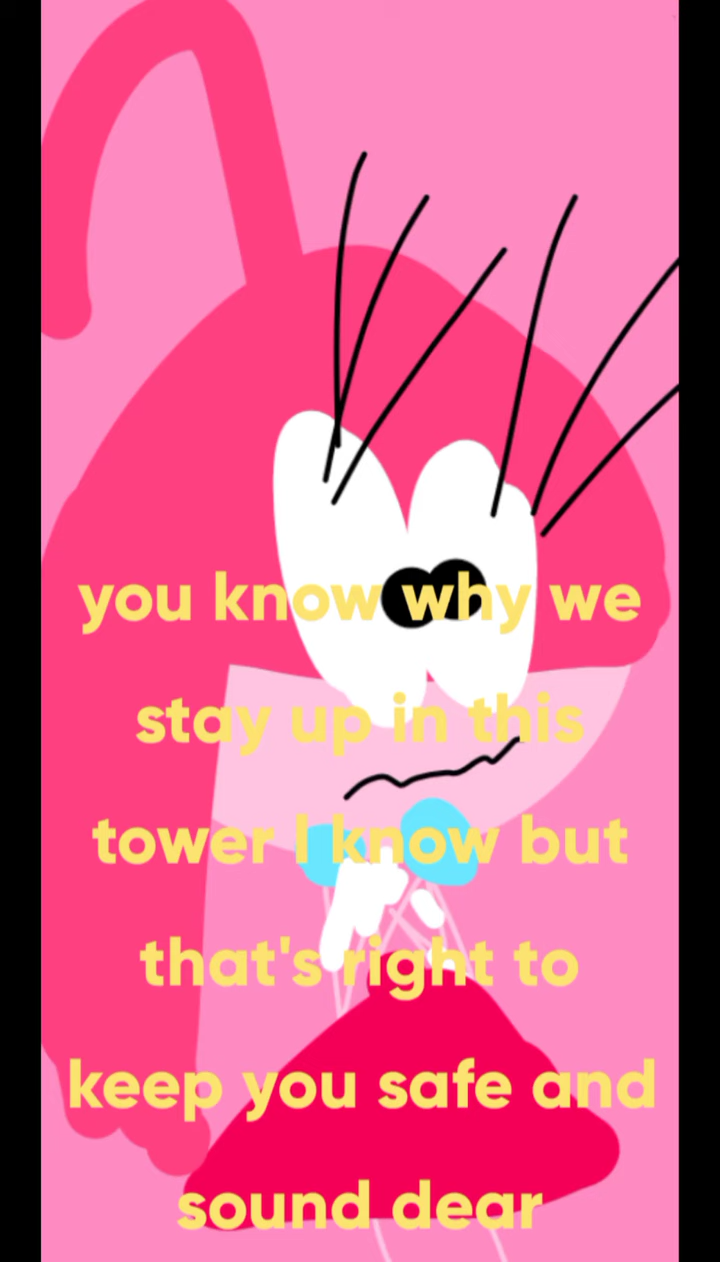 you know why we
stay up in this
tower I know but
that's right to
keep you safe and
sound dear